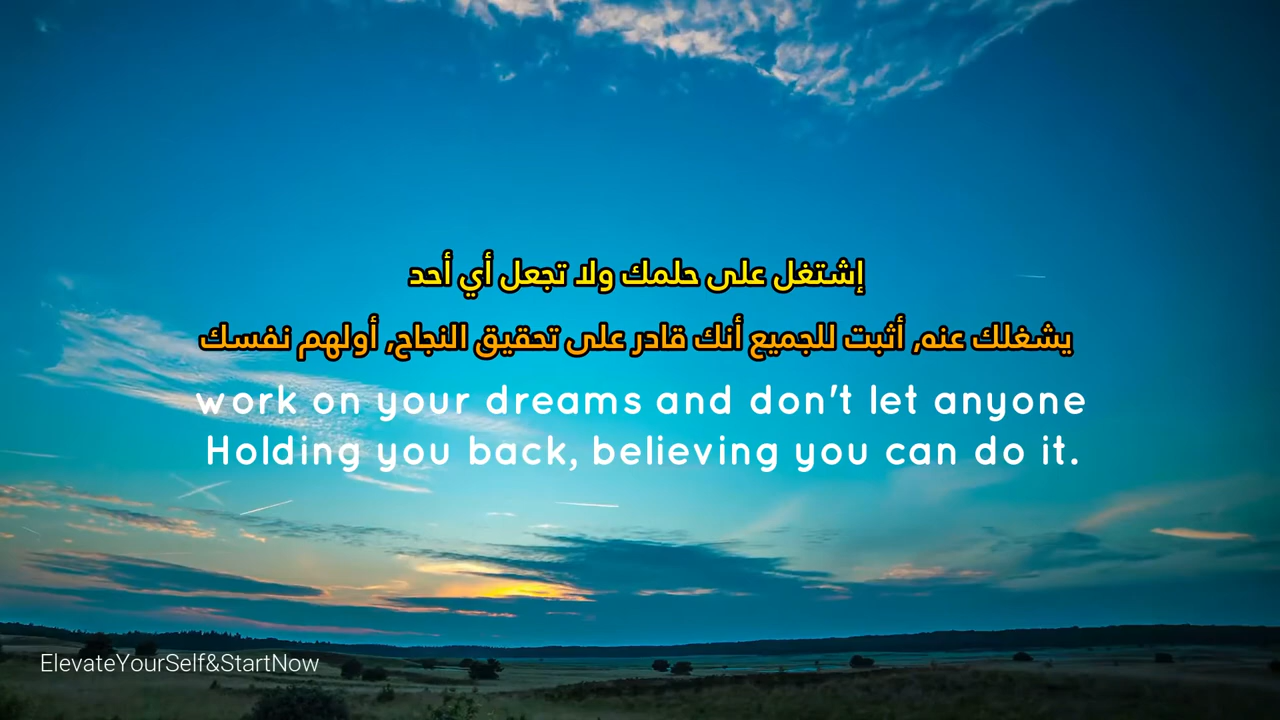 إشتغل على حلمك ولا تجعل أي أحد
يشغلك عنه, أثبت للجميع أنك قادر على تحقيق النجاح, أولهم نفسك
work on your dreams and don't let anyone
Holding you back, believing you can do it.
ElevateYourSelf&StartNow